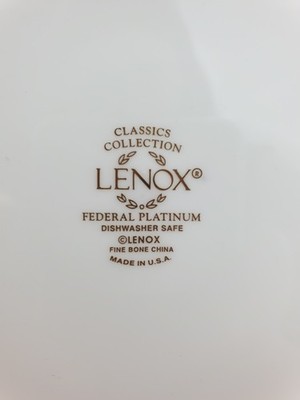 CLASSICS
COLLECTION
LENOX®
FEDERAL PLATINUM
DISHWASHER SAFE
©LENOX
FINE BONE CHINA
MADE IN U.S.A.